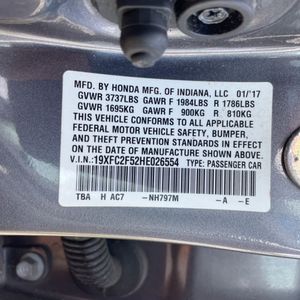 MFD. BY HONDA MFG. OF INDIANA, LLC 01/'17
GVWR 3737LBS GAWR F 1984LBS R 1786LBS
GVWR 1695KG GAWR F 900KG R 810KG
THIS VEHICLE CONFORMS TO ALL APPLICABLE
FEDERAL MOTOR VEHICLE SAFETY, BUMPER,
AND THEFT PREVENTION STANDARDS IN EFFECT
ON THE DATE OF MANUFACTURE SHOWN ABOVE.
V.I.N.:19XFC2F52HE026554 TYPE: PASSENGER CAR
TBA H AC7 -NH797M -A -E